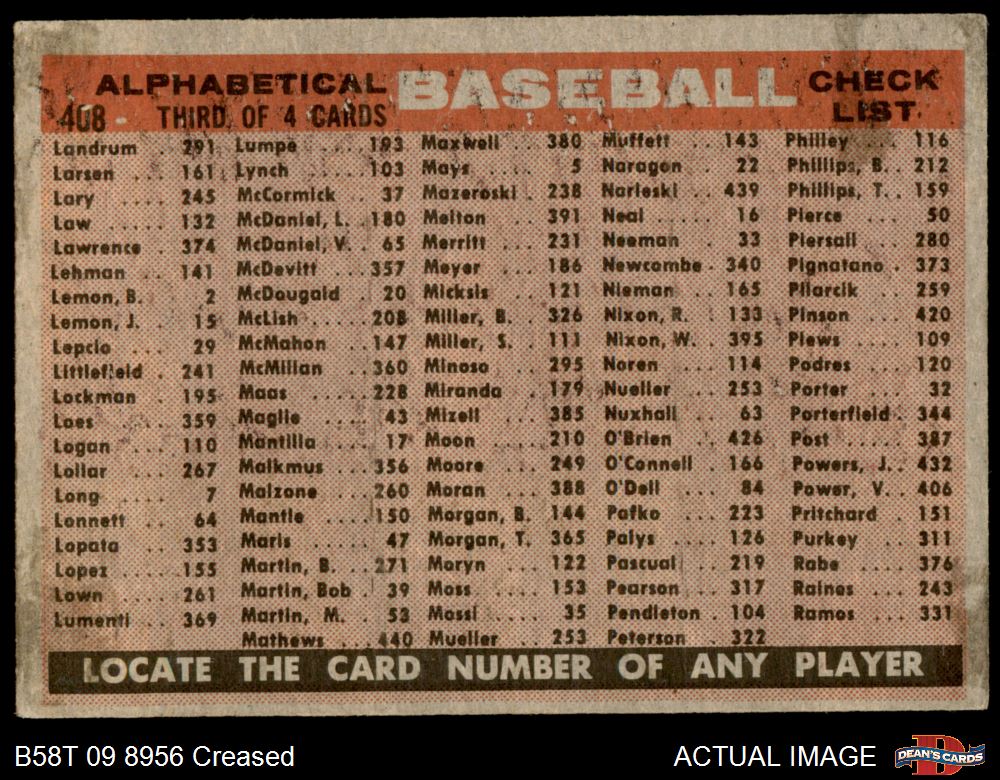 ALPHABETICAL BASEBALL CHECK
408 - THIRD OF 4 CARDS LIST
Landrum . 291
Larsen . . 161
Lary . . . . 245
Law . . . . 132
Lawrence . 374
Lehman . . 141
Lemon, B. . 2
Lemon, J. . 15
Lepcio . . . 29
Littlefield . 241
Lockman . 195
Loes . . . . 359
Logan . . . 110
Lollar . . . 267
Long . . . . 7
Lonnett . . 64
Lopata . . 353
Lopez . . . 155
Lown . . . 261
Lumenti . . 369
Lumpe . . . 193
Lynch . . . . 103
McCormick . 37
McDaniel, L. . 180
McDaniel, V. . 65
McDevitt . . . 357
McDougald . 20
McLish . . . . . 208
McMahon . . 147
McMillan . . 360
Maas . . . . . 228
Maglie . . . . 43
Mantilla . . . 17
Malkmus . . . 356
Malzone . . . 260
Mantle . . . . 150
Maris . . . . . 47
Martin, B. . . 271
Martin, Bob 39
Martin, M. . 53
Mathews . . . 440
Maxwell . . 380
Mays . . . . 5
Mazeroski . 238
Melton . . . 391
Merritt . . . 231
Meyer . . . 186
Micksis . . . 121
Miller, B. . . 326
Miller, S. . . 111
Minoso . . . 295
Miranda . . 179
Mizell . . . 385
Moon . . . . 210
Moore . . . 249
Moran . . . 388
Morgan, B. . 144
Morgan, T. . 365
Moryn . . . 122
Moss . . . . 153
Mossi . . . . 35
Mueller . . . 253
Muffett . . . 143
Naragon . . 22
Narleski . . 439
Neal . . . . . 16
Neeman . . . 33
Newcombe . 340
Nieman . . . 165
Nixon, R. . . 133
Nixon, W. . . 395
Noren . . . . 114
Nueller . . . 253
Nuxhall . . . 63
O'Brien . . . 426
O'Connell . 166
O'Dell . . . . 84
Pafko . . . . 223
Palys . . . . 126
Pascual . . . 219
Pearson . . . 317
Pendleton . 104
Peterson . . 322
Philley . . . 116
Phillips, B. . 212
Phillips, T. . 159
Pierce . . . 50
Piersall . . . 280
Pignatano . 373
Pilarcik . . . 259
Pinson . . . 420
Plews . . . . 109
Podres . . . 120
Porter . . . . 32
Porterfield . 344
Post . . . . . 387
Powers, J. . 432
Power, V. . 406
Pritchard . . 151
Purkey . . . 311
Rabe . . . . 376
Raines . . . 243
Ramos . . . 331
LOCATE THE CARD NUMBER OF ANY PLAYER
B58T 09 8956 Creased ACTUAL IMAGE DEAN'S CARDS